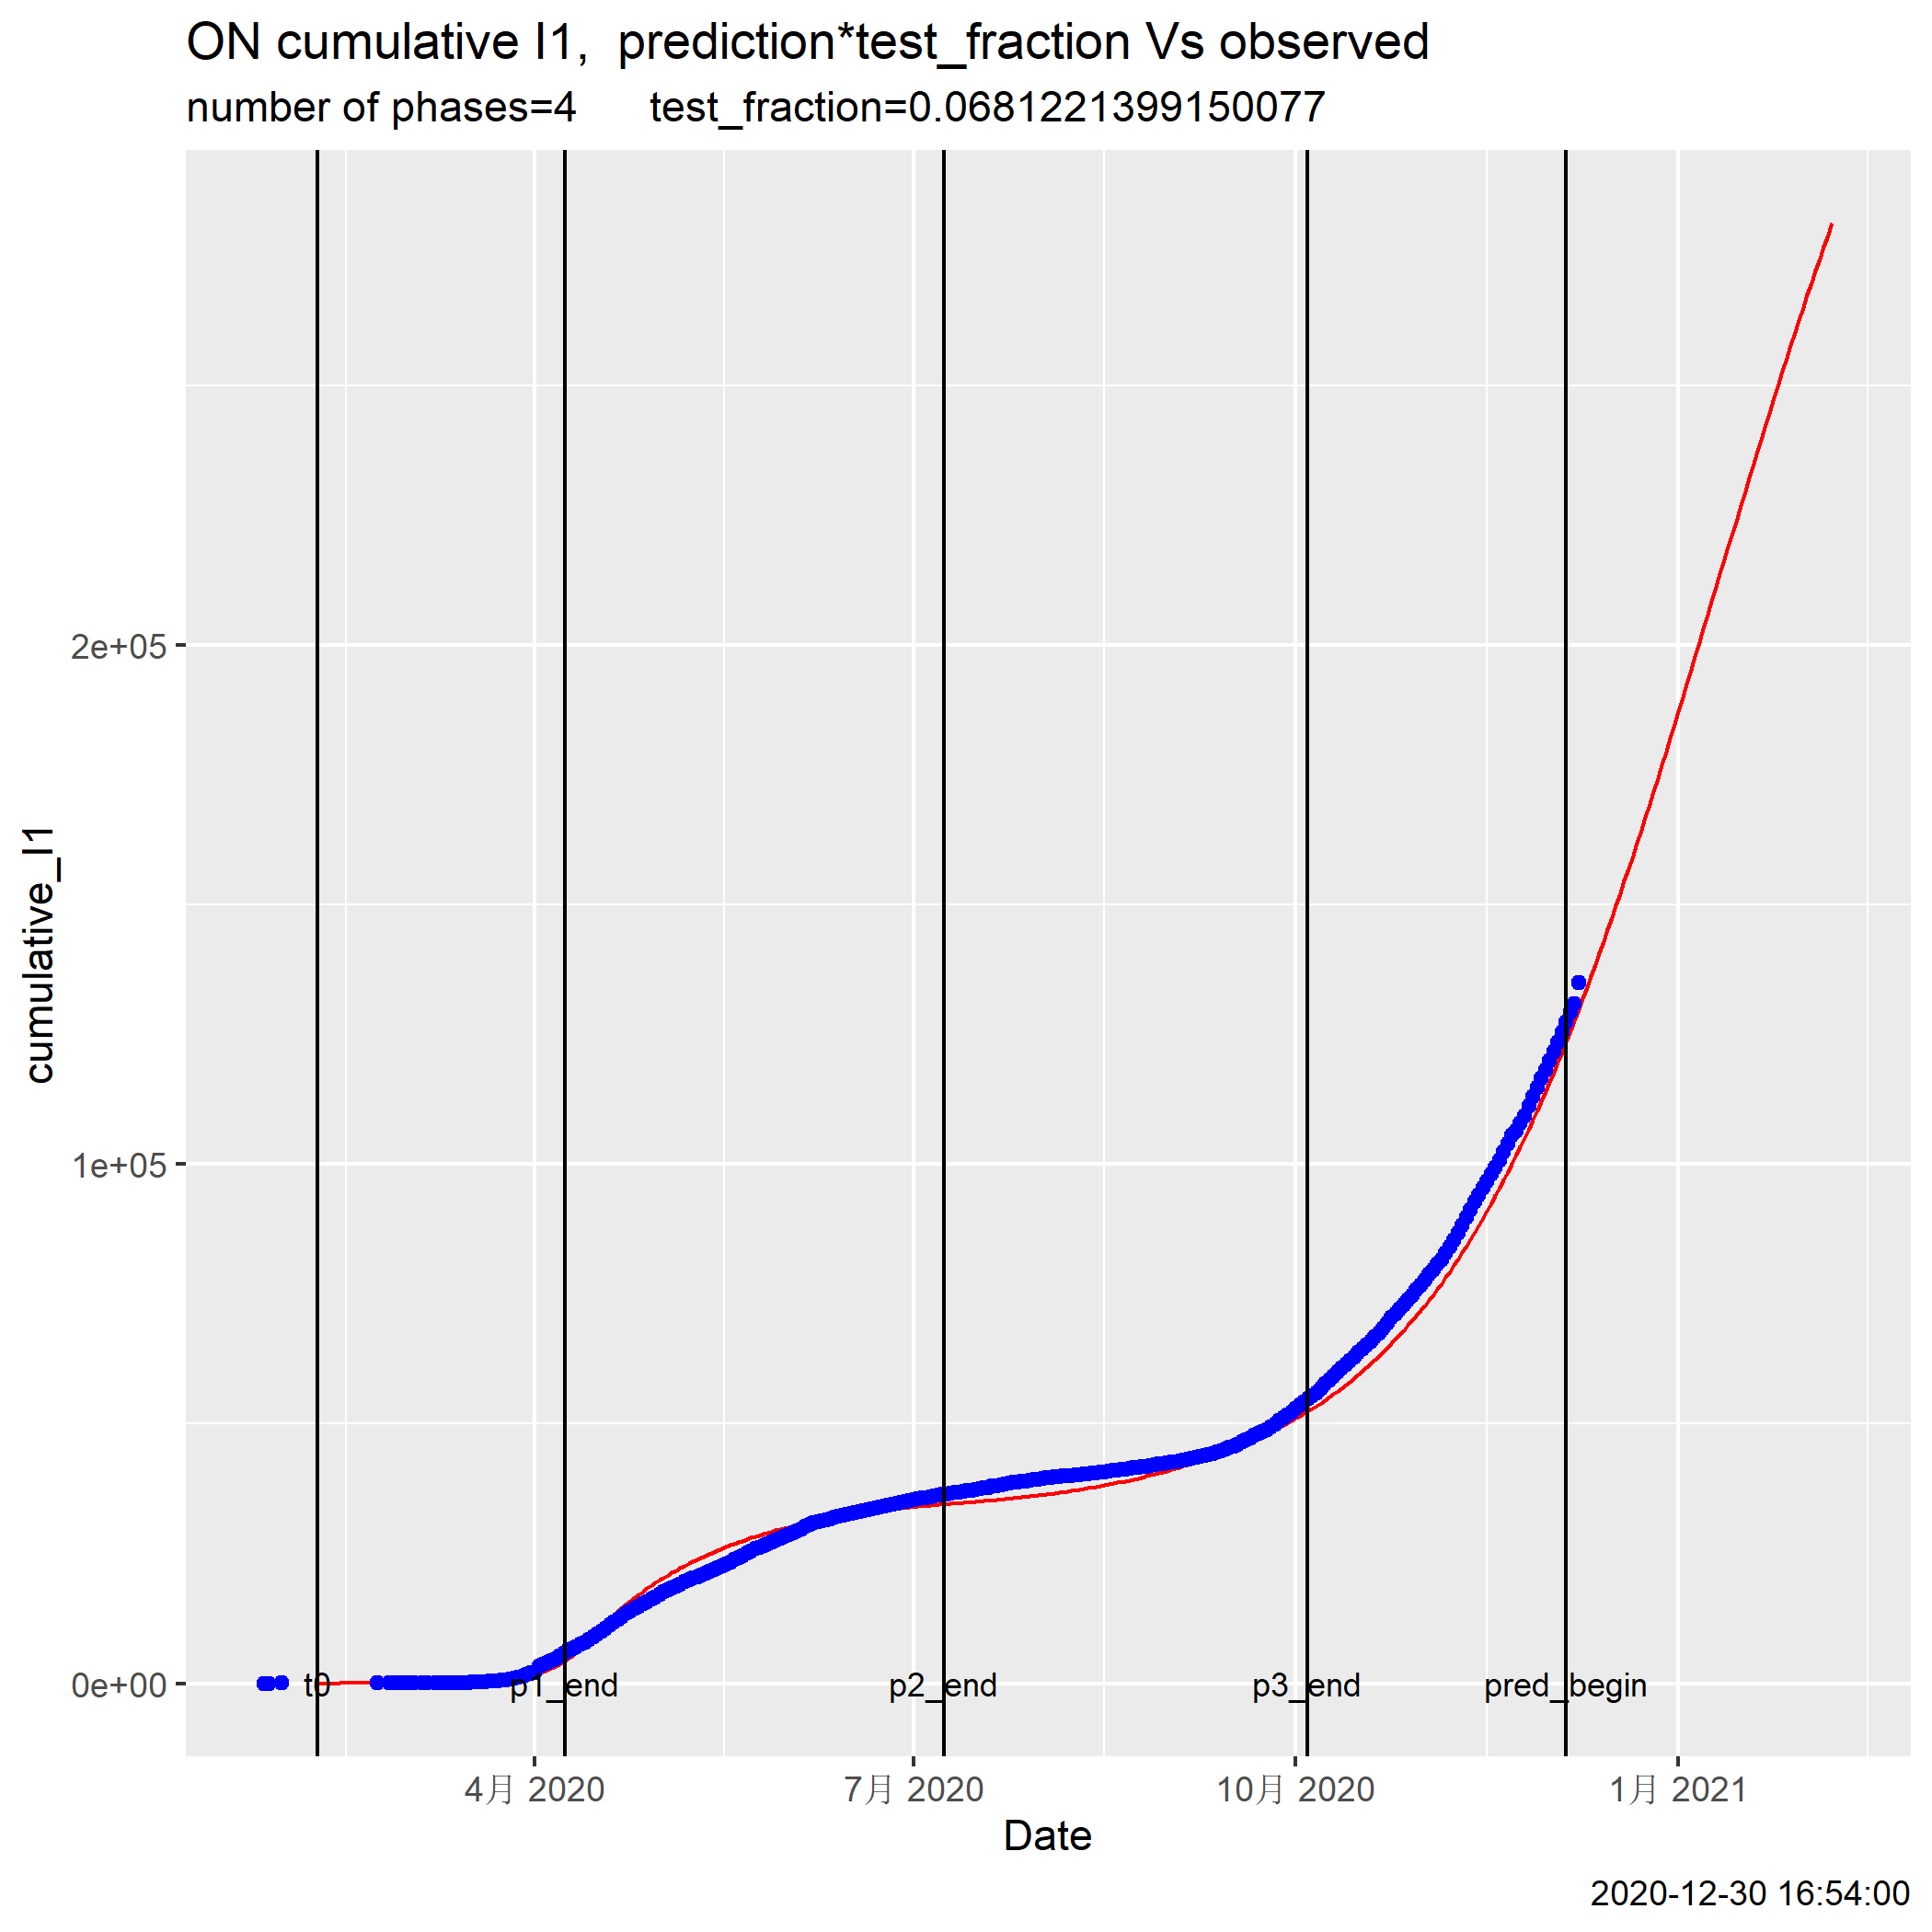 ON cumulative I1,  prediction*test_fraction Vs observed
number of phases=4      test_fraction=0.0681221399150077
cumulative_I1
2e+05
1e+05
0e+00
t0
p1_end
p2_end
p3_end
pred_begin
4月 2020
7月 2020
10月 2020
1月 2021
Date
2020-12-30 16:54:00